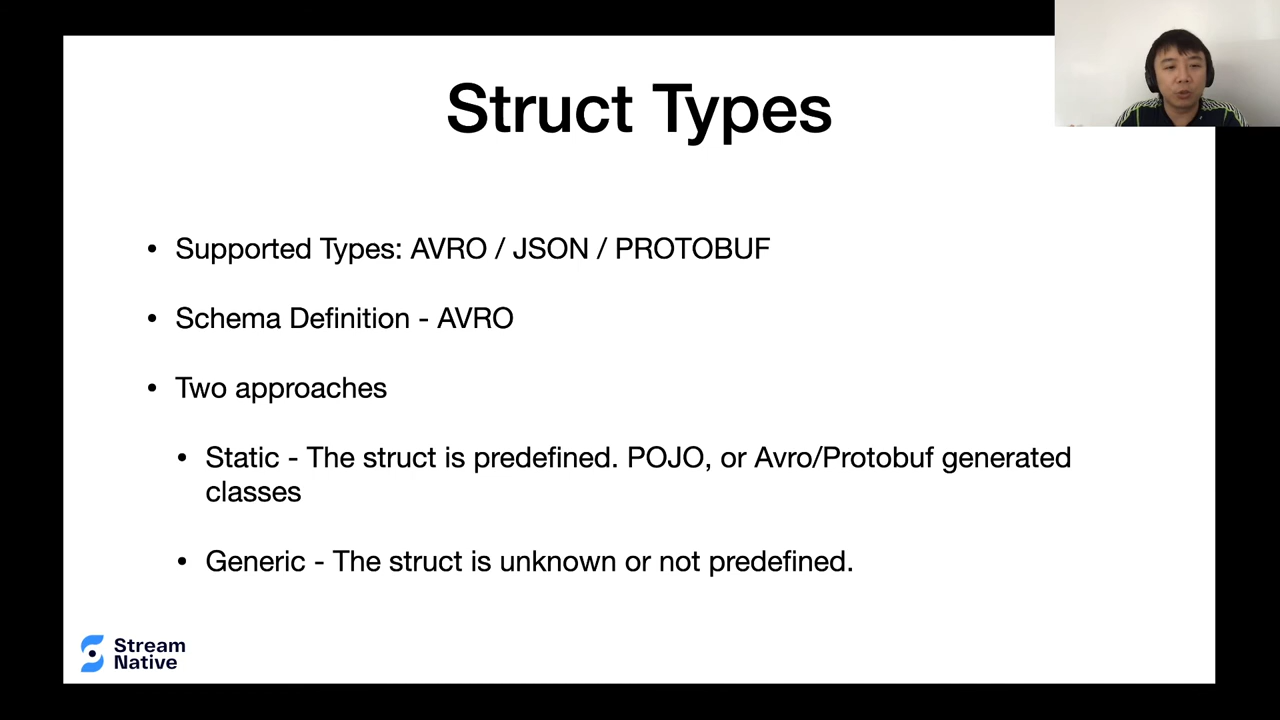 Struct Types
• Supported Types: AVRO / JSON / PROTOBUF
• Schema Definition - AVRO
• Two approaches
• Static - The struct is predefined. POJO, or Avro/Protobuf generated
classes
• Generic - The struct is unknown or not predefined.
Stream
Native